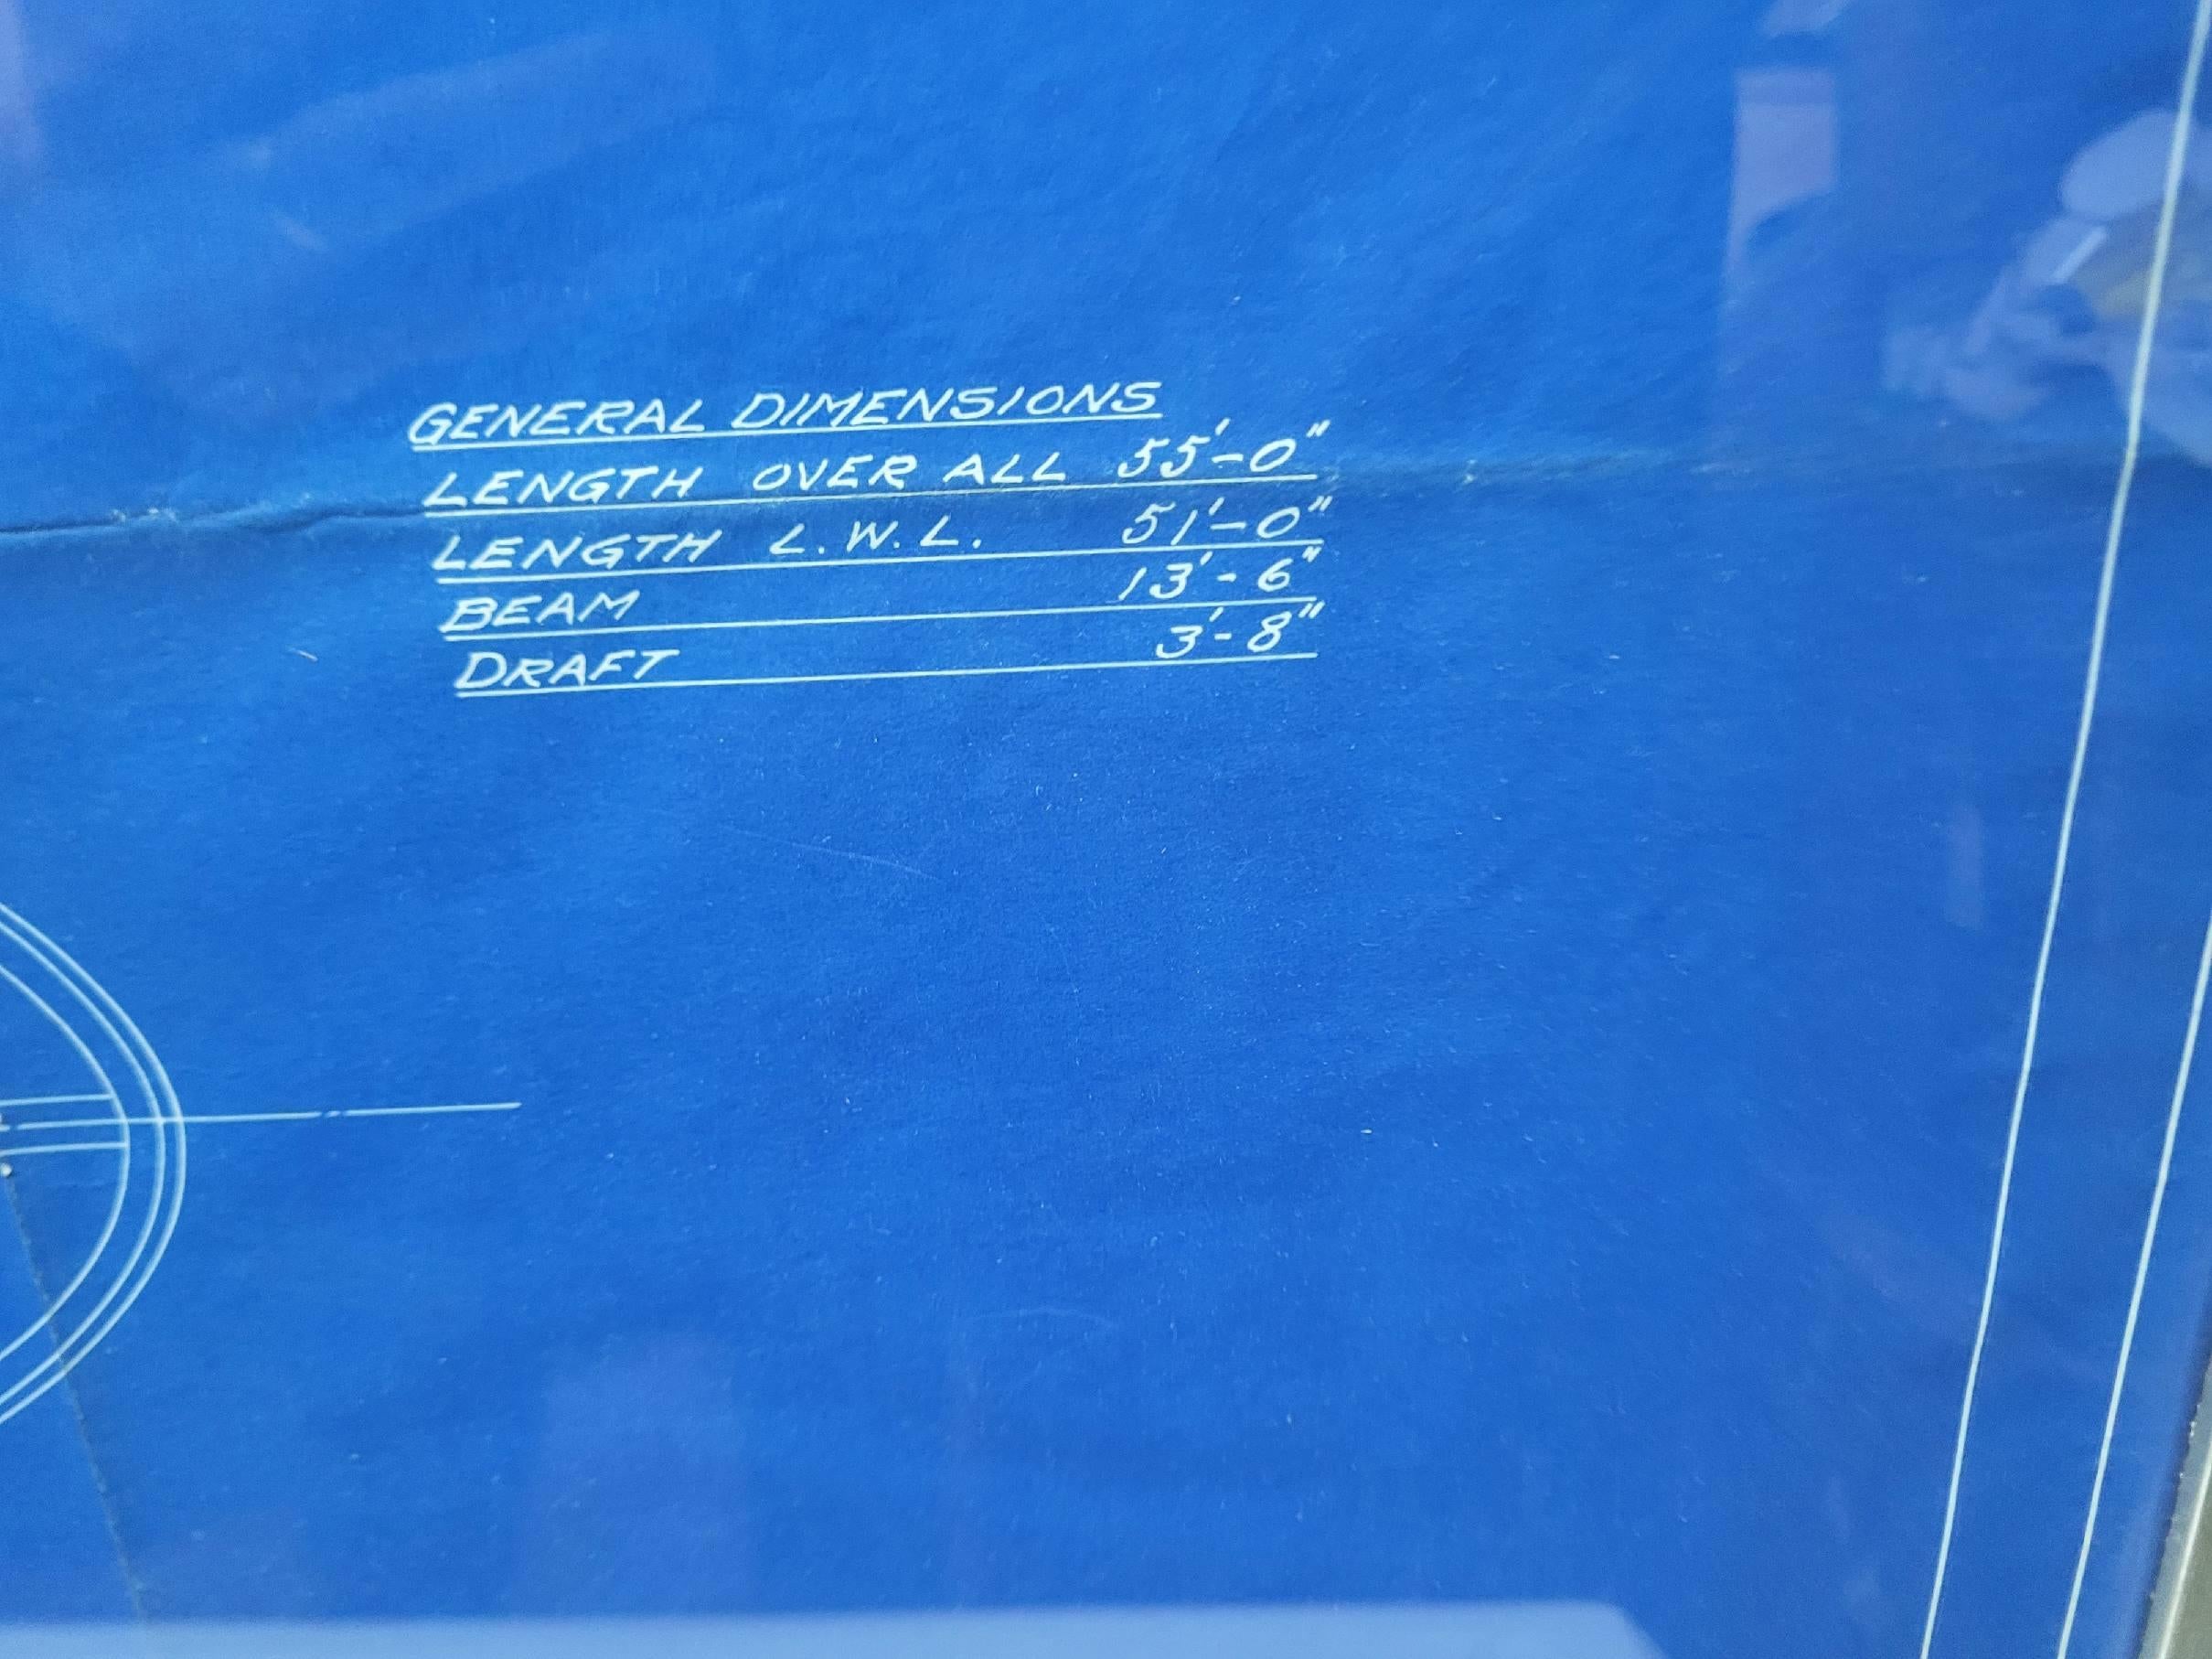 GENERAL DIMENSIONS
LENGTH OVER ALL 55'-0"
LENGTH L.W.L. 51'-0"
BEAM 13'-6"
DRAFT 3'-8"